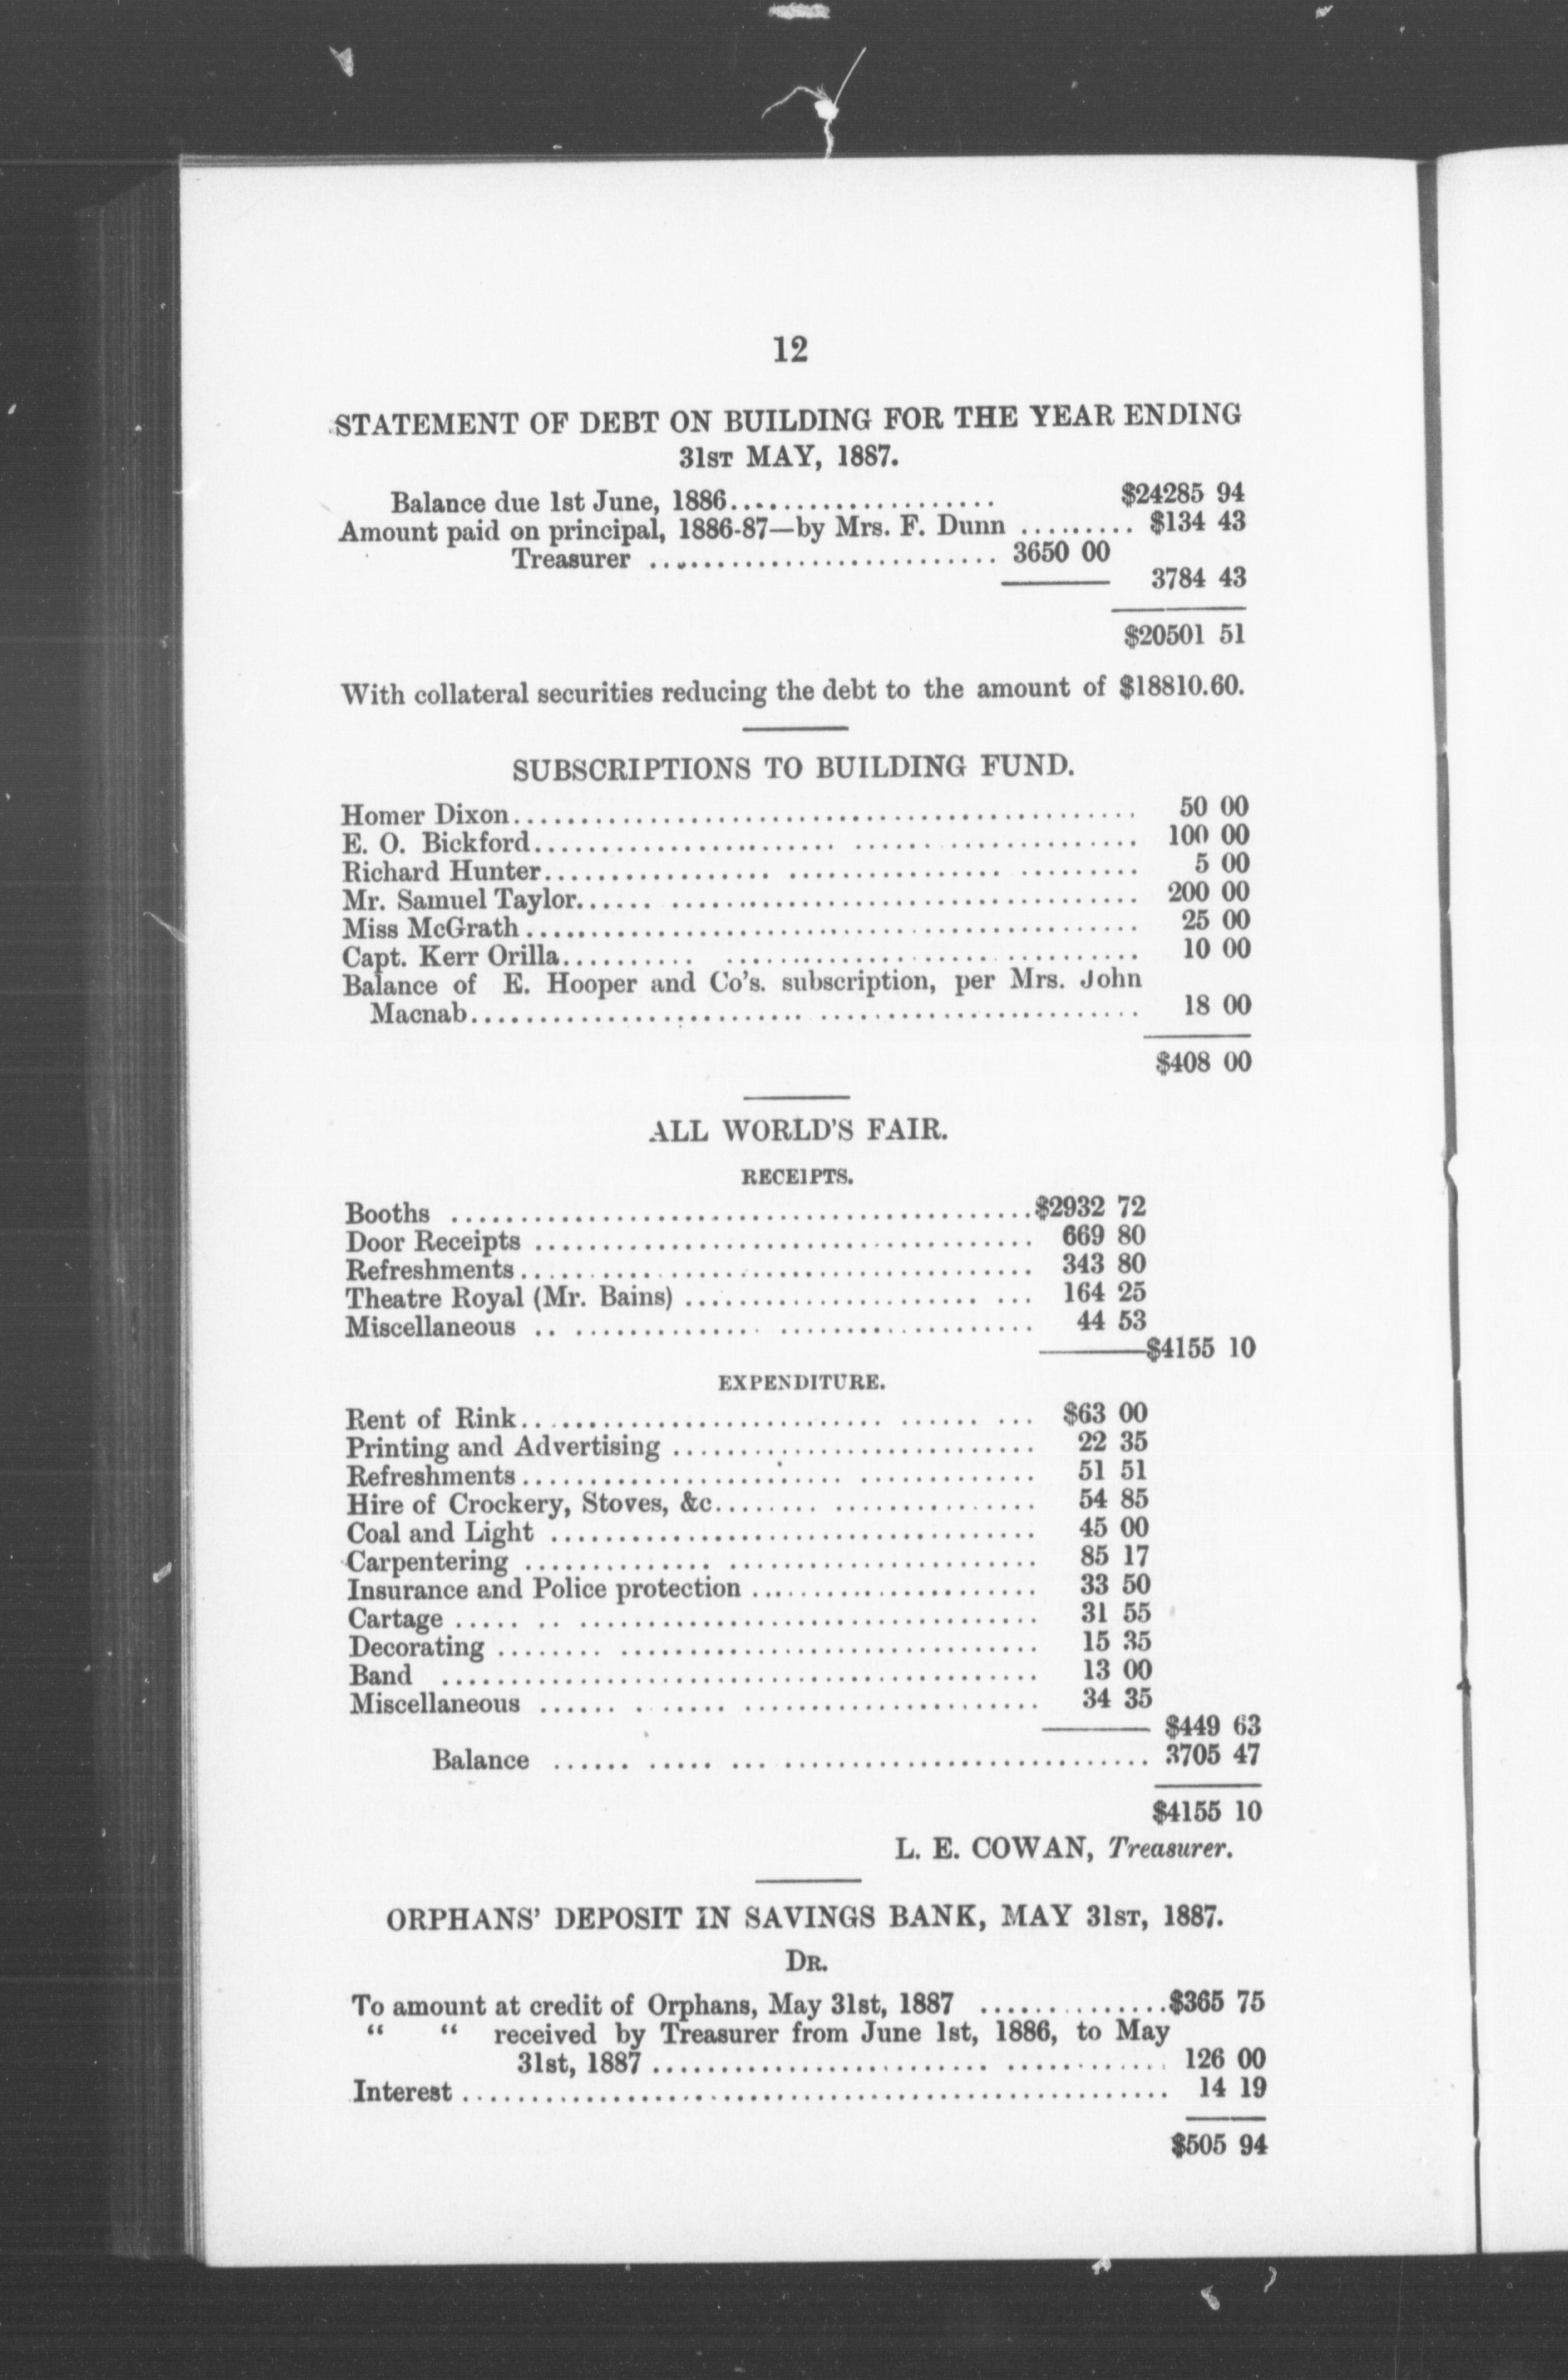 12
STATEMENT OF DEBT ON BUILDING FOR THE YEAR ENDING
31ST MAY, 1887.
Balance due 1st June, 1886.................... $24285 94
Amount paid on principal, 1886-87—by Mrs. F. Dunn ......... $134 43
Treasurer .......................... 3650 00
3784 43
$20501 51
With collateral securities reducing the debt to the amount of $18810.60.
SUBSCRIPTIONS TO BUILDING FUND.
Homer Dixon............................................... 50 00
E. O. Bickford............................................ 100 00
Richard Hunter............................................ 5 00
Mr. Samuel Taylor......................................... 200 00
Miss McGrath.............................................. 25 00
Capt. Kerr Orilla......................................... 10 00
Balance of E. Hooper and Co's. subscription, per Mrs. John
Macnab.................................................. 18 00
$408 00
ALL WORLD'S FAIR.
RECEIPTS.
Booths ...........................................$2932 72
Door Receipts ..................................... 669 80
Refreshments...................................... 343 80
Theatre Royal (Mr. Bains) ......................... 164 25
Miscellaneous ..................................... 44 53
$4155 10
EXPENDITURE.
Rent of Rink...................................... $63 00
Printing and Advertising ........................... 22 35
Refreshments...................................... 51 51
Hire of Crockery, Stoves, &c....................... 54 85
Coal and Light .................................... 45 00
Carpentering ...................................... 85 17
Insurance and Police protection ..................... 33 50
Cartage ........................................... 31 55
Decorating ........................................ 15 35
Band ............................................. 13 00
Miscellaneous ..................................... 34 35
$449 63
Balance ........................................... 3705 47
$4155 10
L. E. COWAN, Treasurer.
ORPHANS' DEPOSIT IN SAVINGS BANK, MAY 31ST, 1887.
DR.
To amount at credit of Orphans, May 31st, 1887 ..............$365 75
“ “ received by Treasurer from June 1st, 1886, to May
31st, 1887 ..................................... 126 00
Interest.................................................... 14 19
$505 94